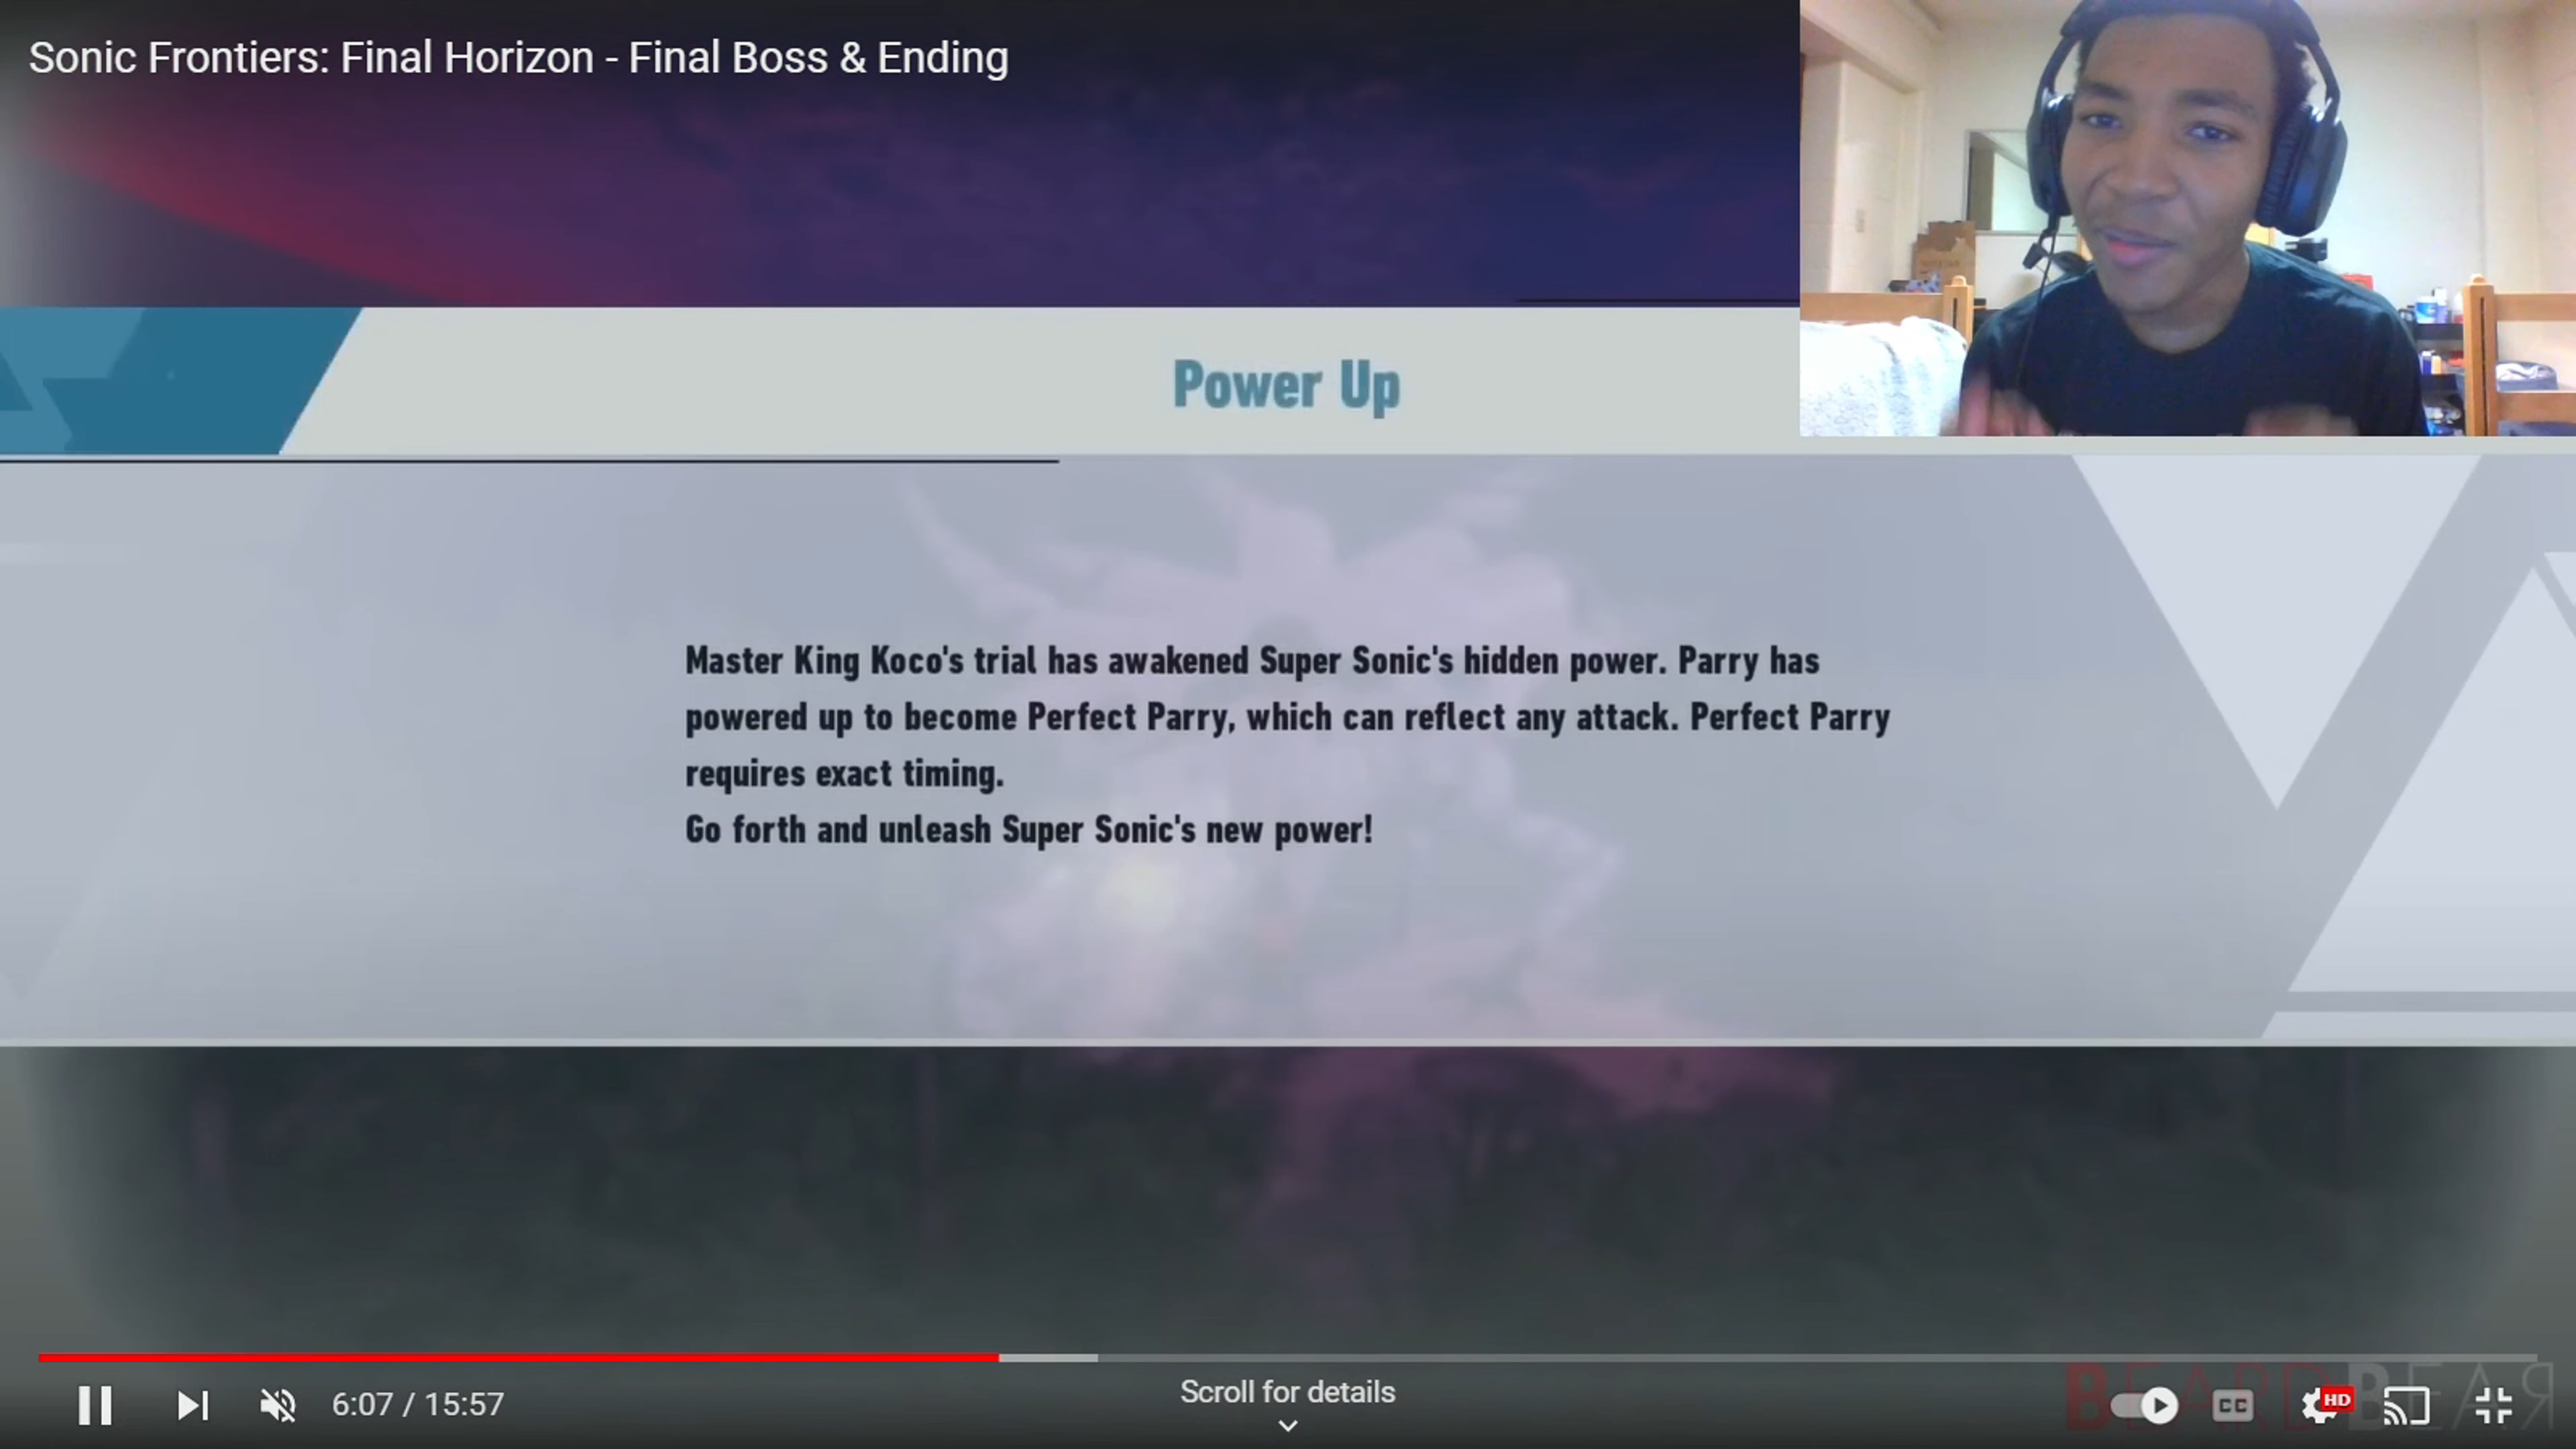 Sonic Frontiers: Final Horizon - Final Boss & Ending
Power Up
Master King Koco's trial has awakened Super Sonic's hidden power. Parry has
powered up to become Perfect Parry, which can reflect any attack. Perfect Parry
requires exact timing.
Go forth and unleash Super Sonic's new power!
6:07 / 15:57
Scroll for details
BEARDBEAЯ
CC
HD